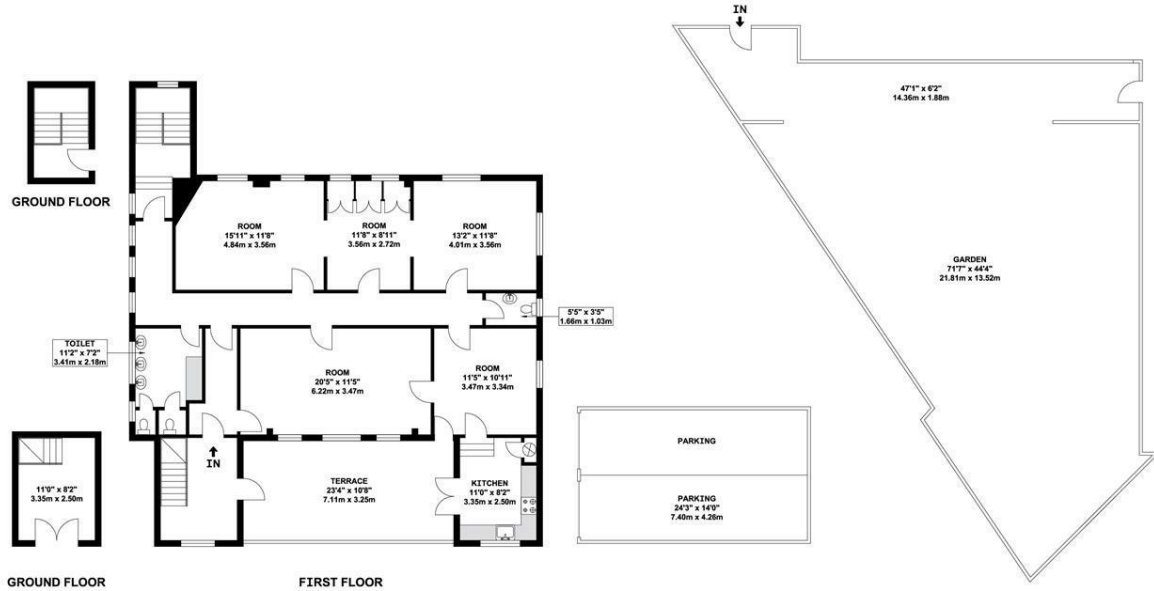 IN
47'1" x 6'2"
14.36m x 1.88m
GROUND FLOOR
ROOM
15'11" x 11'8"
4.84m x 3.56m
ROOM
11'8" x 8'11"
3.56m x 2.72m
ROOM
13'2" x 11'8"
4.01m x 3.56m
GARDEN
71'7" x 44'4"
21.81m x 13.52m
5'5" x 3'5"
1.66m x 1.03m
TOILET
11'2" x 7'2"
3.41m x 2.18m
ROOM
20'5" x 11'5"
6.22m x 3.47m
ROOM
11'5" x 10'11"
3.47m x 3.34m
IN
PARKING
11'0" x 8'2"
3.35m x 2.50m
TERRACE
23'4" x 10'8"
7.11m x 3.25m
KITCHEN
11'0" x 8'2"
3.35m x 2.50m
PARKING
24'3" x 14'0"
7.40m x 4.26m
GROUND FLOOR
FIRST FLOOR